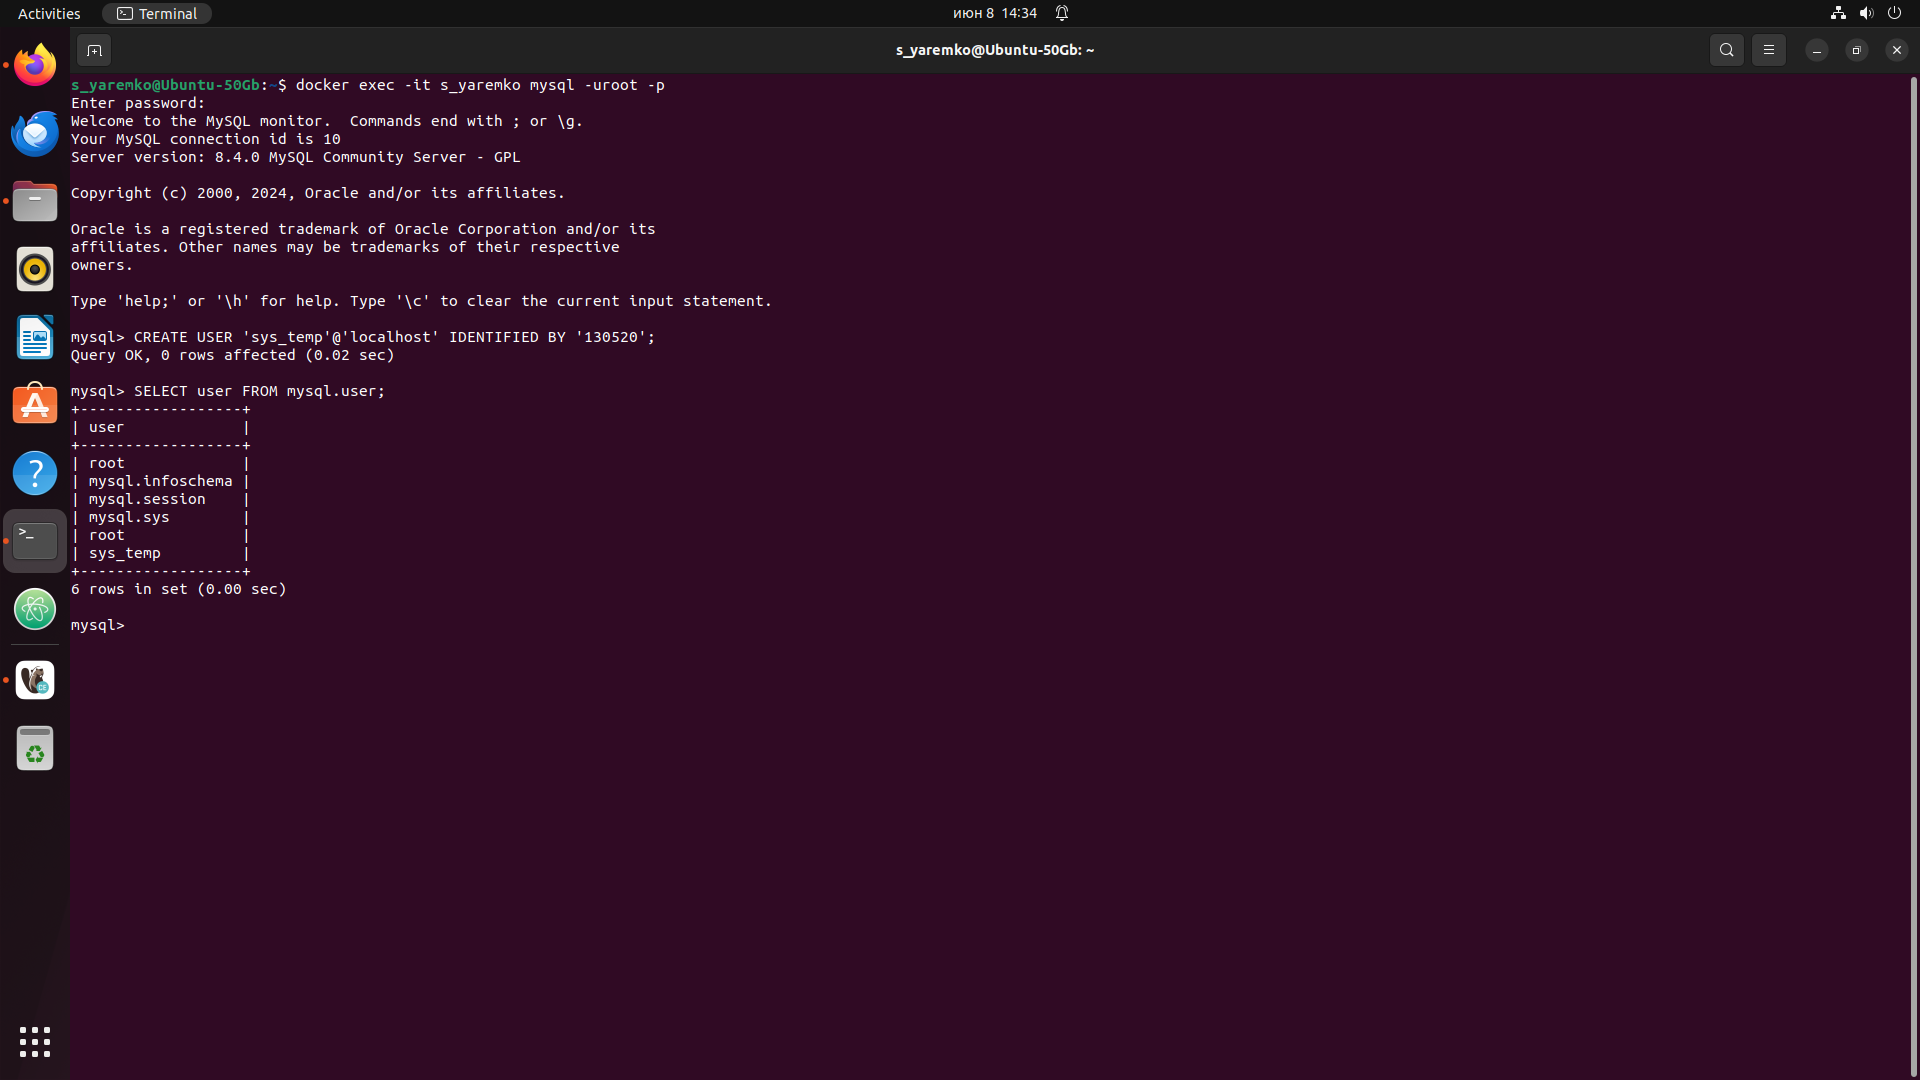 Activities
Terminal
июн 8 14:34
s_yaremko@Ubuntu-50Gb: ~
s_yaremko@Ubuntu-50Gb:~$ docker exec -it s_yaremko mysql -uroot -p
Enter password:
Welcome to the MySQL monitor.  Commands end with ; or \g.
Your MySQL connection id is 10
Server version: 8.4.0 MySQL Community Server - GPL
Copyright (c) 2000, 2024, Oracle and/or its affiliates.
Oracle is a registered trademark of Oracle Corporation and/or its
affiliates. Other names may be trademarks of their respective
owners.
Type 'help;' or '\h' for help. Type '\c' to clear the current input statement.
mysql> CREATE USER 'sys_temp'@'localhost' IDENTIFIED BY '130520';
Query OK, 0 rows affected (0.02 sec)
mysql> SELECT user FROM mysql.user;
+------------------+
| user             |
+------------------+
| root             |
| mysql.infoschema |
| mysql.session    |
| mysql.sys        |
| root             |
| sys_temp         |
+------------------+
6 rows in set (0.00 sec)
mysql>